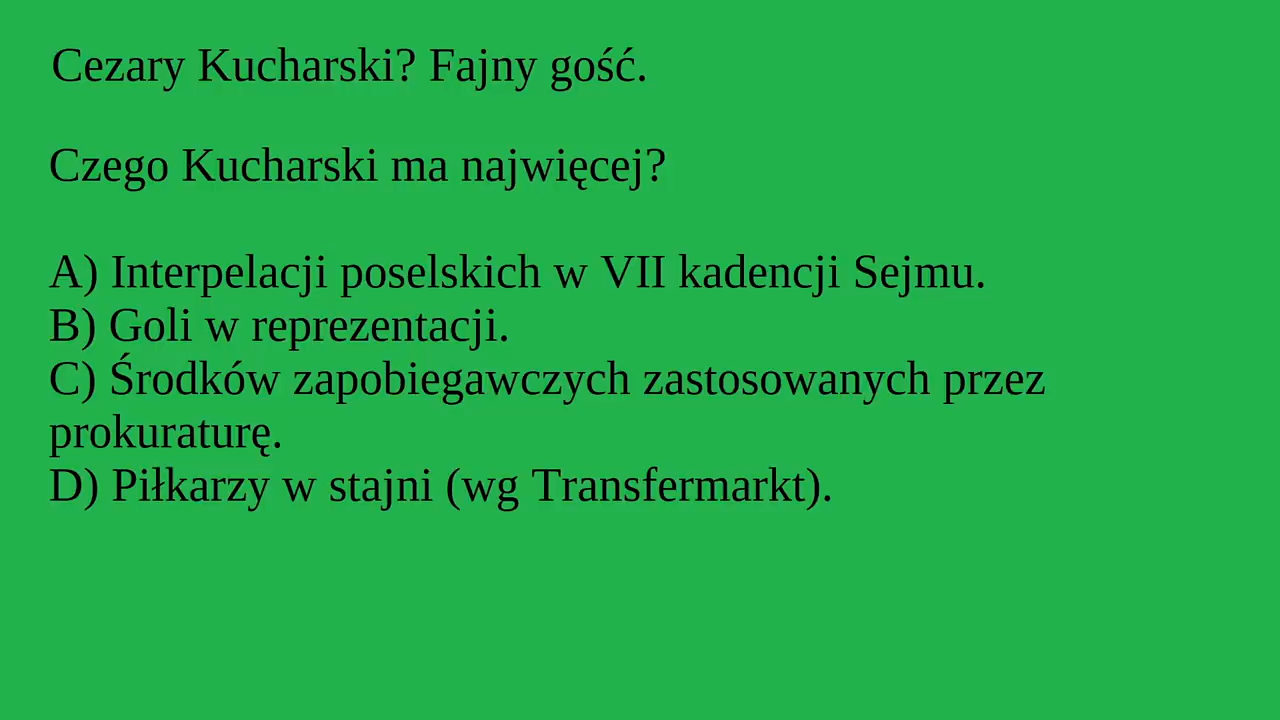 Cezary Kucharski? Fajny gość.
Czego Kucharski ma najwięcej?
A) Interpelacji poselskich w VII kadencji Sejmu.
B) Goli w reprezentacji.
C) Środków zapobiegawczych zastosowanych przez
prokuraturę.
D) Piłkarzy w stajni (wg Transfermarkt).